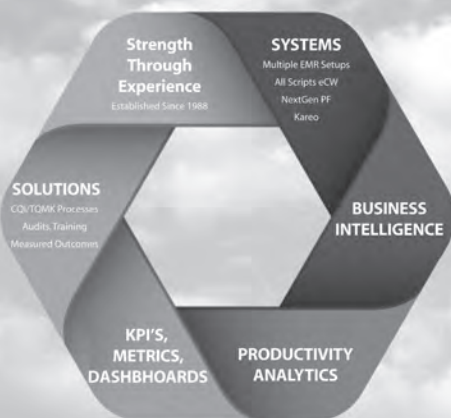 Strength
Through
Experience
Established Since 1988
SYSTEMS
Multiple EMR Setups
All Scripts eCW
NextGen PF
Kareo
BUSINESS
INTELLIGENCE
PRODUCTIVITY
ANALYTICS
KPI'S,
METRICS,
DASHBHOARDS
SOLUTIONS
CQI/TQMK Processes
Audits, Training
Measured Outcomes